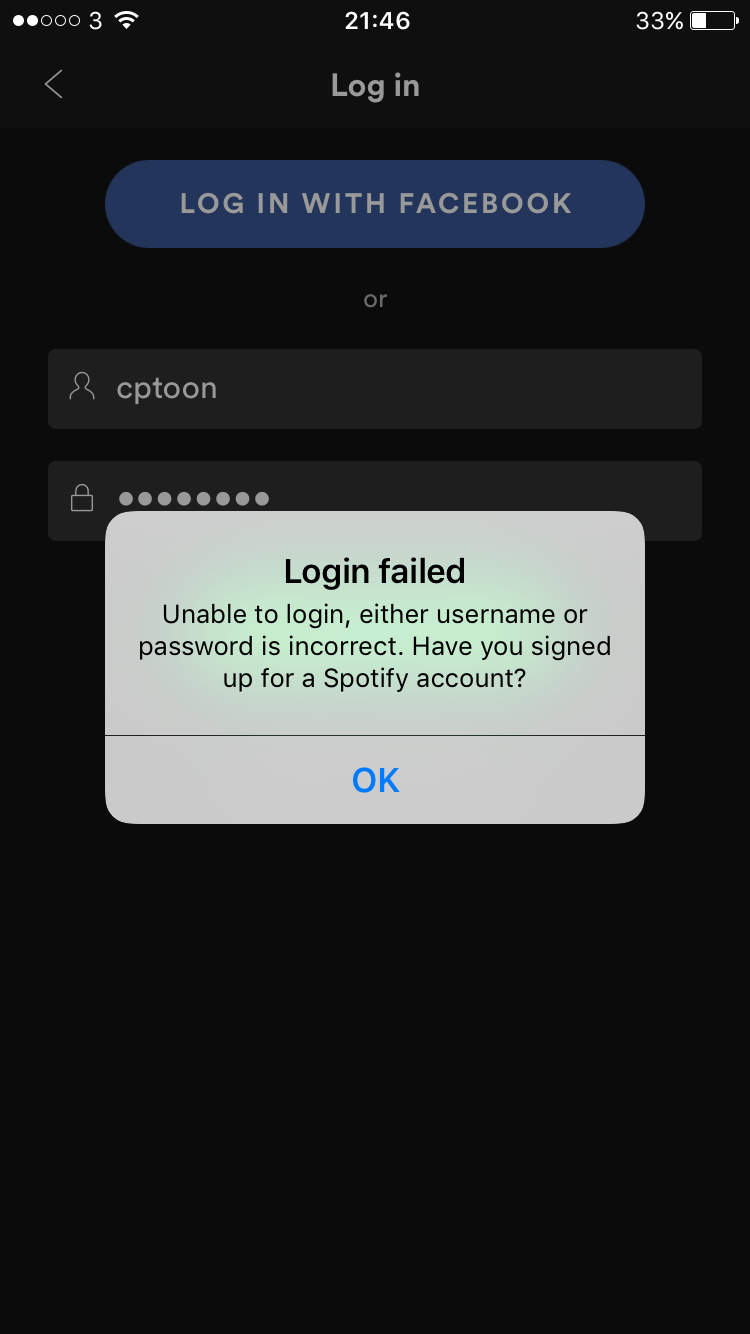 3 21:46 33%
Log in
LOG IN WITH FACEBOOK
or
cptoon
••••••••
Login failed
Unable to login, either username or
password is incorrect. Have you signed
up for a Spotify account?
OK